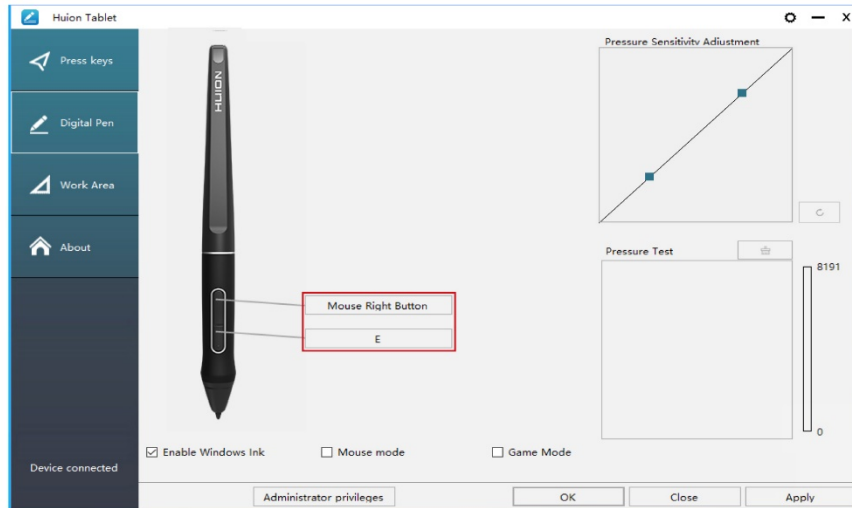 Huion Tablet
Press keys
Digital Pen
Work Area
About
Device connected
HUION
Mouse Right Button
E
Pressure Sensitivity Adjustment
Pressure Test
8191
0
Enable Windows Ink
Mouse mode
Game Mode
Administrator privileges
OK
Close
Apply